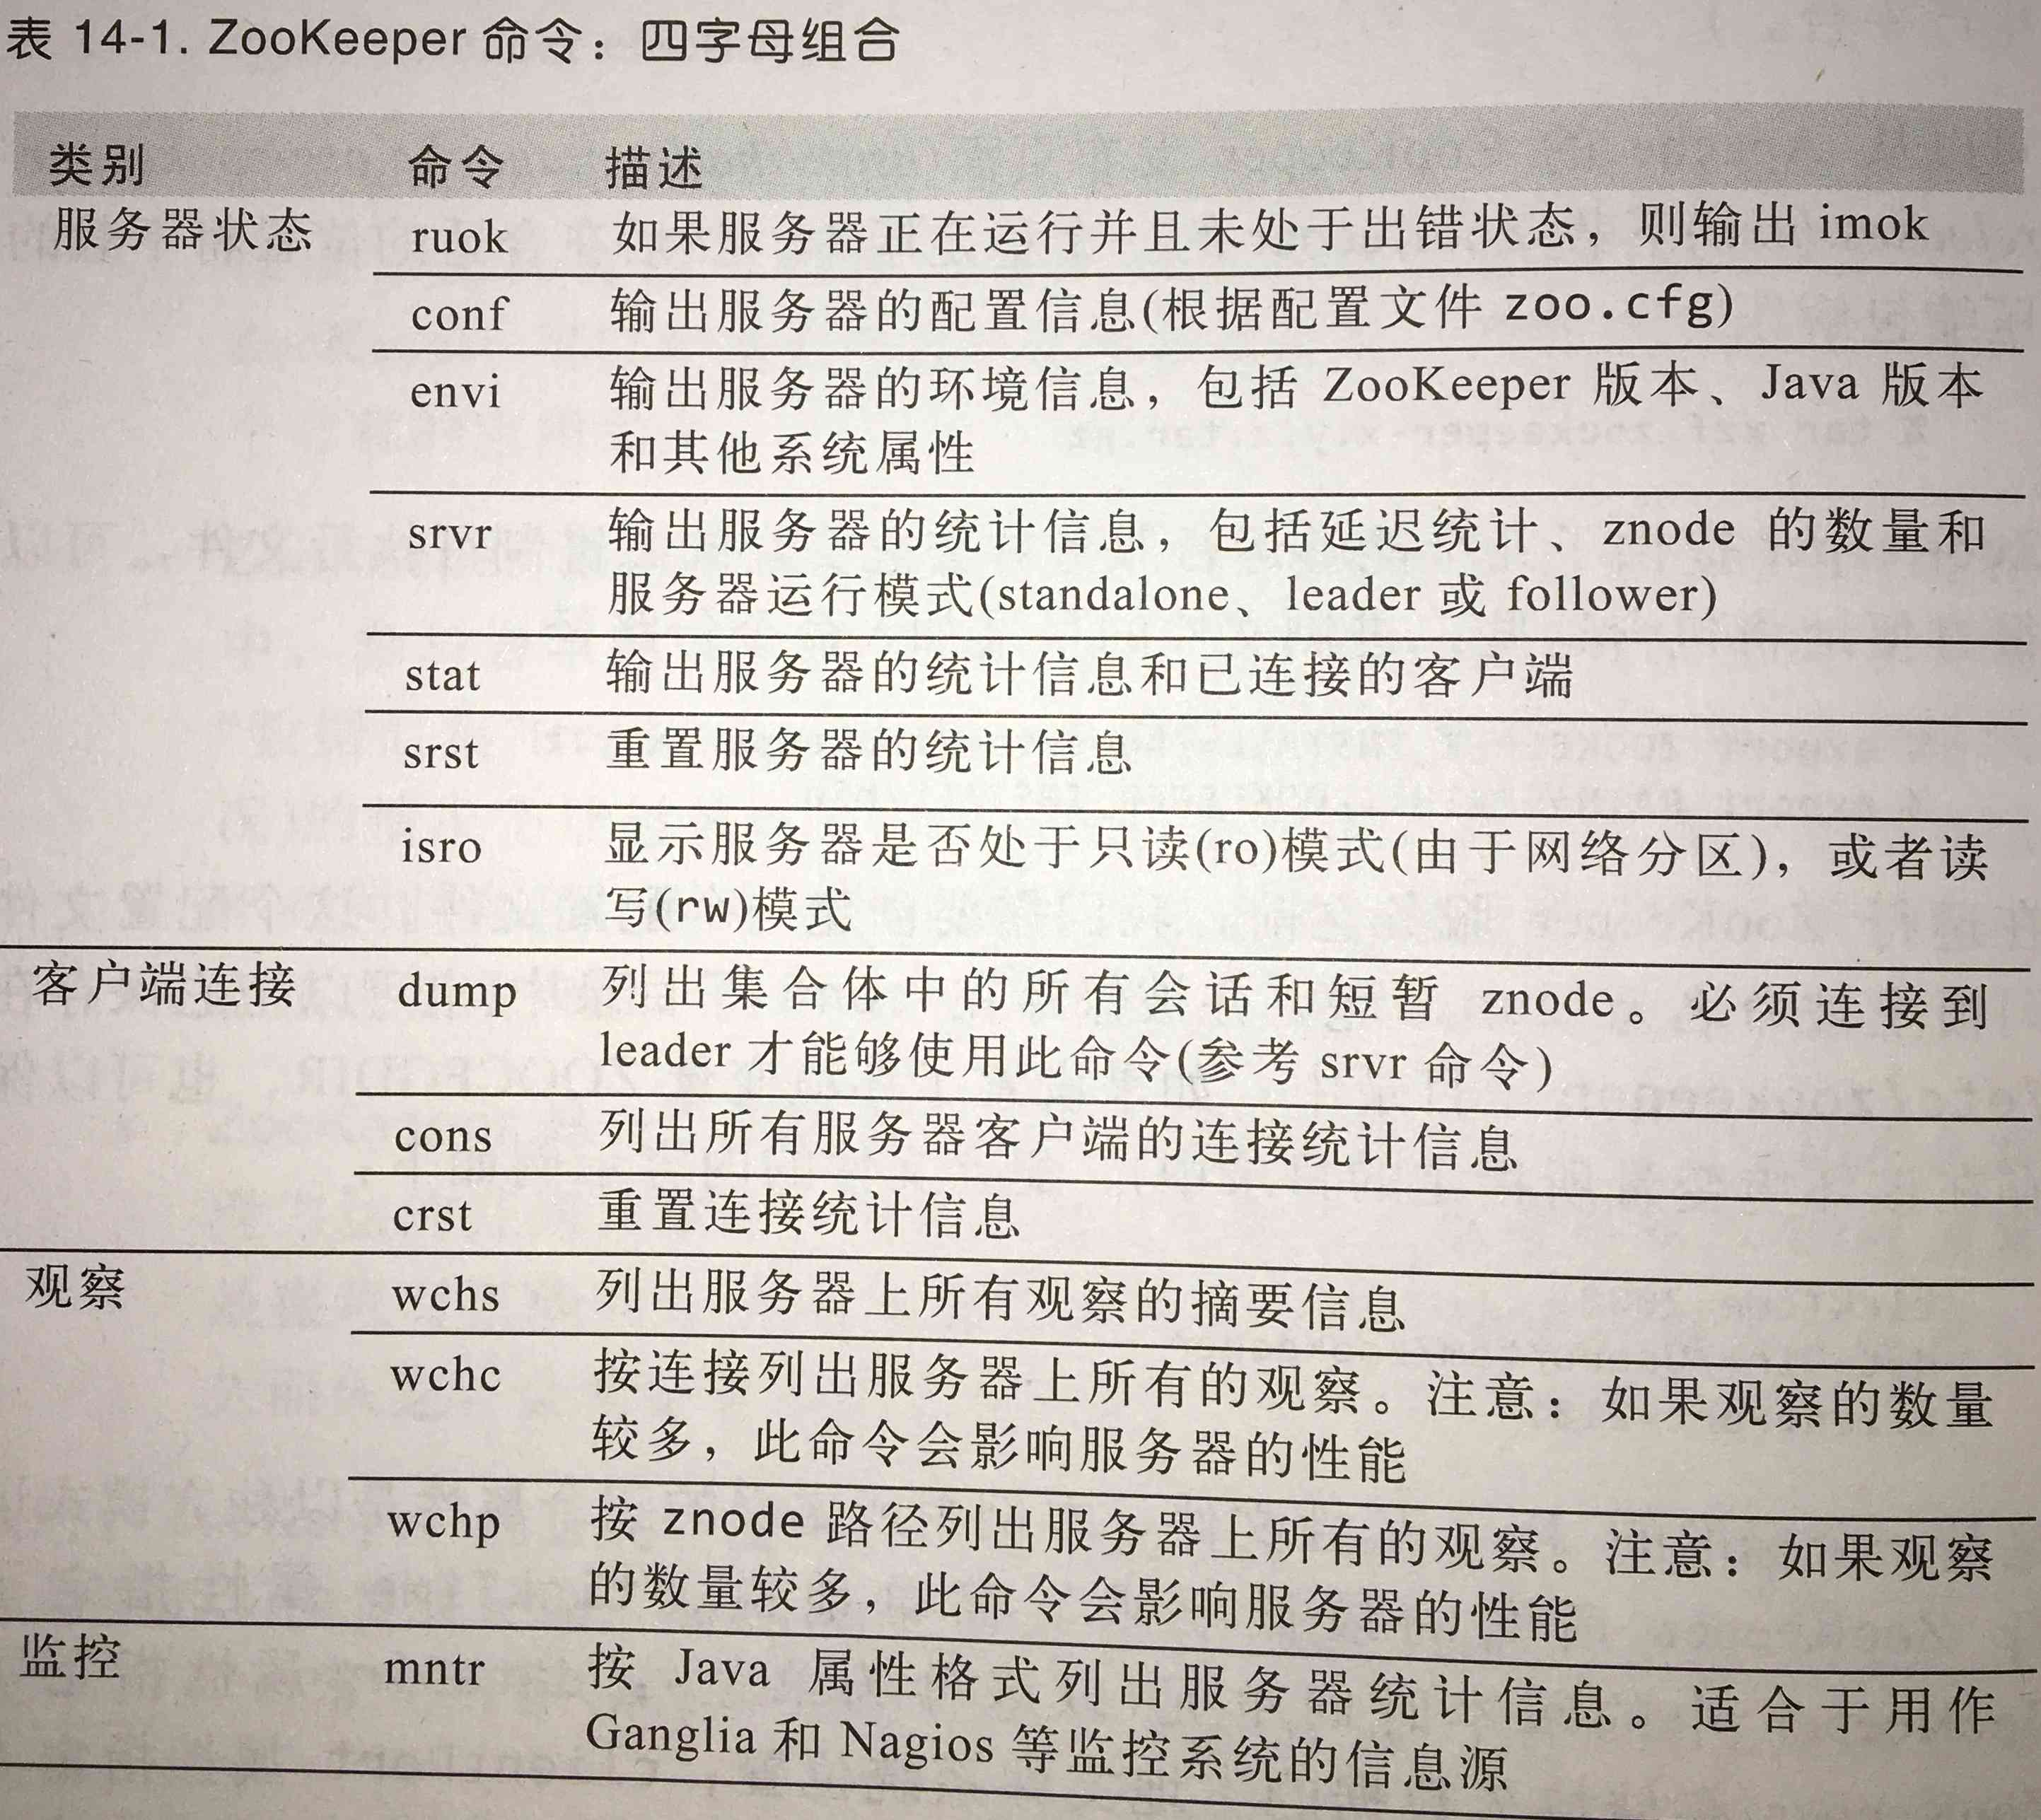 表 14-1. ZooKeeper 命令：四字母组合
类别 命令 描述
服务器状态 ruok 如果服务器正在运行并且未处于出错状态，则输出 imok
conf 输出服务器的配置信息(根据配置文件 zoo.cfg)
envi 输出服务器的环境信息，包括 ZooKeeper 版本、Java 版本
和其他系统属性
srvr 输出服务器的统计信息，包括延迟统计、znode 的数量和
服务器运行模式(standalone、leader 或 follower)
stat 输出服务器的统计信息和已连接的客户端
srst 重置服务器的统计信息
isro 显示服务器是否处于只读(ro)模式(由于网络分区)，或者读
写(rw)模式
客户端连接 dump 列出集合体中的所有会话和短暂 znode。必须连接到
leader 才能够使用此命令(参考 srvr 命令)
cons 列出所有服务器客户端的连接统计信息
crst 重置连接统计信息
观察 wchs 列出服务器上所有观察的摘要信息
wchc 按连接列出服务器上所有的观察。注意：如果观察的数量
较多，此命令会影响服务器的性能
wchp 按 znode 路径列出服务器上所有的观察。注意：如果观察
的数量较多，此命令会影响服务器的性能
监控 mntr 按 Java 属性格式列出服务器统计信息。适合于用作
Ganglia 和 Nagios 等监控系统的信息源